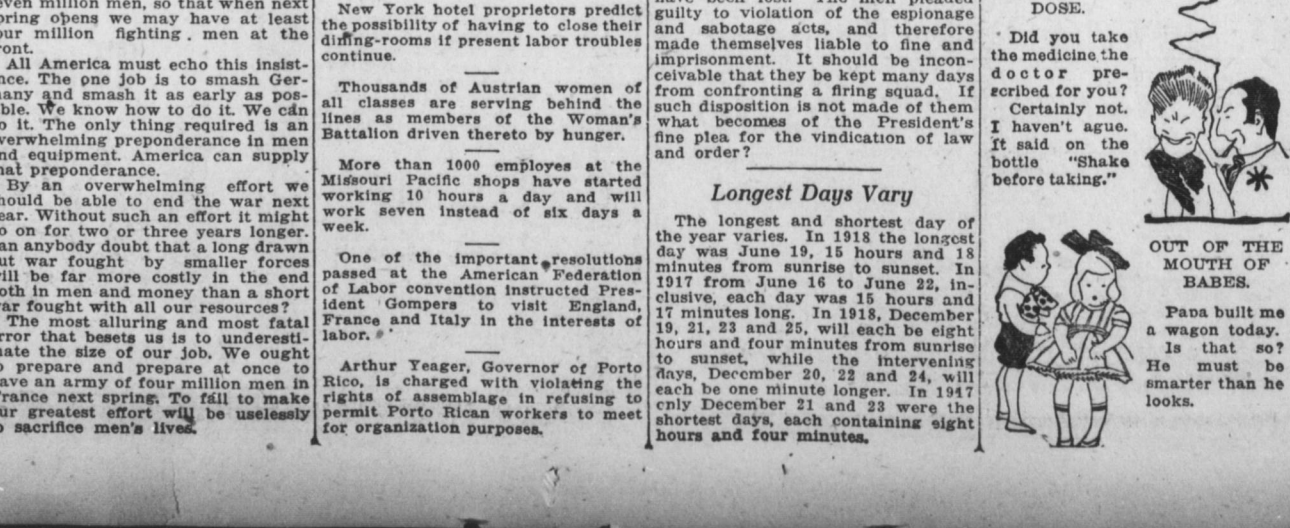 even million men, so that when next
spring opens we may have at least
our million fighting men at the
ront.
All America must echo this insist-
nce. The one job is to smash Ger-
many and smash it as early as pos-
ible. We know how to do it. We can
o it. The only thing required is an
verwhelming preponderance in men
nd equipment. America can supply
hat preponderance.
By an overwhelming effort we
hould be able to end the war next
ear. Without such an effort it might
o on for two or three years longer.
an anybody doubt that a long drawn
ut war fought by smaller forces
vill be far more costly in the end
oth in men and money than a short
ar fought with all our resources?
The most alluring and most fatal
rror that besets us is to underesti-
nate the size of our job. We ought
o prepare and prepare at once to
ave an army of four million men in
rance next spring. To fail to make
ur greatest effort will be uselessly
o sacrifice men's lives.
New York hotel proprietors predict
the possibility of having to close their
dining-rooms if present labor troubles
continue.
Thousands of Austrian women of
all classes are serving behind the
lines as members of the Woman's
Battalion driven thereto by hunger.
More than 1000 employes at the
Missouri Pacific shops have started
working 10 hours a day and will
work seven instead of six days a
week.
One of the important resolutions
passed at the American Federation
of Labor convention instructed Pres-
ident Gompers to visit England,
France and Italy in the interests of
labor.
Arthur Yeager, Governor of Porto
Rico, is charged with violating the
rights of assemblage in refusing to
permit Porto Rican workers to meet
for organization purposes.
have been lost. The men pleaded
guilty to violation of the espionage
and sabotage acts, and therefore
made themselves liable to fine and
imprisonment. It should be incon-
ceivable that they be kept many days
from confronting a firing squad. If
such disposition is not made of them
what becomes of the President's
fine plea for the vindication of law
and order?
Longest Days Vary
The longest and shortest day of
the year varies. In 1918 the longest
day was June 19, 15 hours and 18
minutes from sunrise to sunset. In
1917 from June 16 to June 22, in-
clusive, each day was 15 hours and
17 minutes long. In 1918, December
19, 21, 23 and 25, will each be eight
hours and four minutes from sunrise
to sunset, while the intervening
days, December 20, 22 and 24, will
each be one minute longer. In 1917
only December 21 and 23 were the
shortest days, each containing eight
hours and four minutes.
DOSE.
Did you take
the medicine the
doctor pre-
scribed for you?
Certainly not.
I haven't ague.
It said on the
bottle "Shake
before taking."
OUT OF THE
MOUTH OF
BABES.
Papa built me
a wagon today.
Is that so?
He must be
smarter than he
looks.